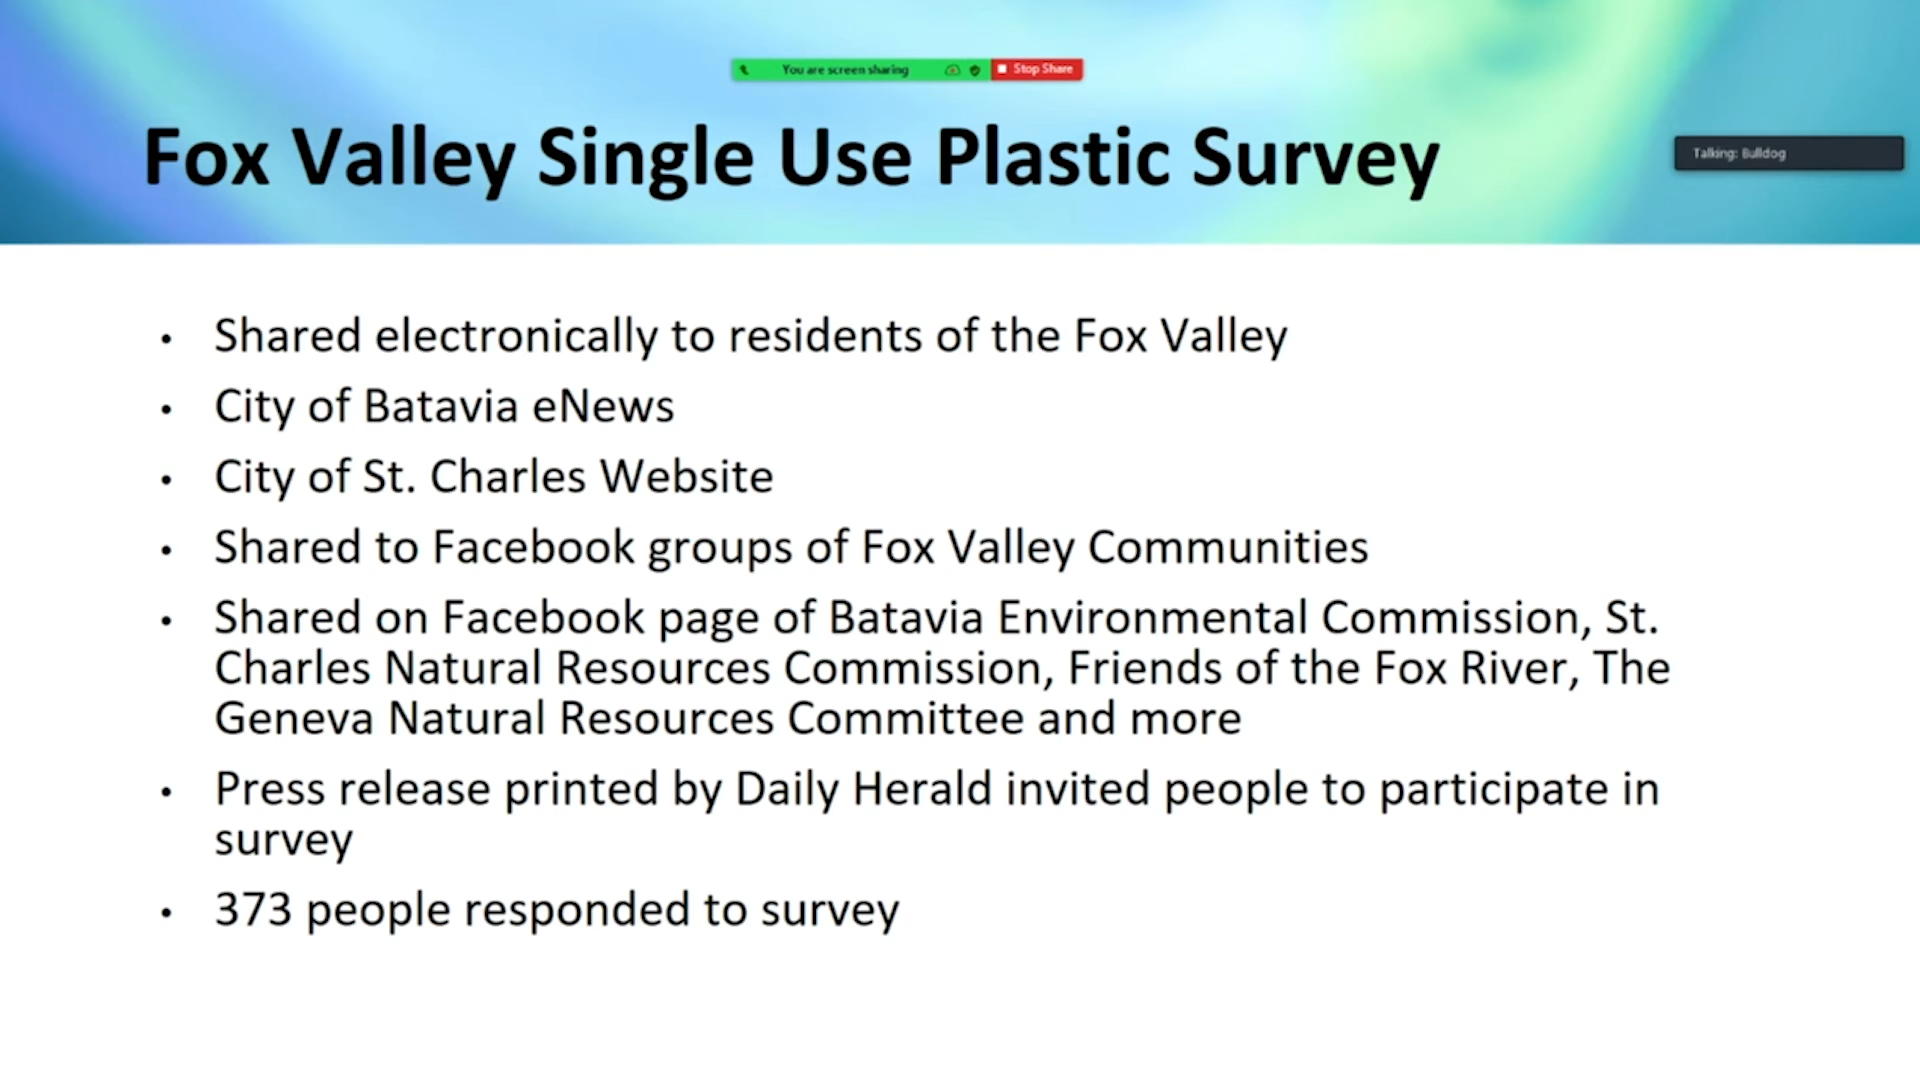 You are screen sharing
Stop Share
Fox Valley Single Use Plastic Survey
Talking: Bulldog
• Shared electronically to residents of the Fox Valley
• City of Batavia eNews
• City of St. Charles Website
• Shared to Facebook groups of Fox Valley Communities
• Shared on Facebook page of Batavia Environmental Commission, St.
Charles Natural Resources Commission, Friends of the Fox River, The
Geneva Natural Resources Committee and more
• Press release printed by Daily Herald invited people to participate in
survey
• 373 people responded to survey